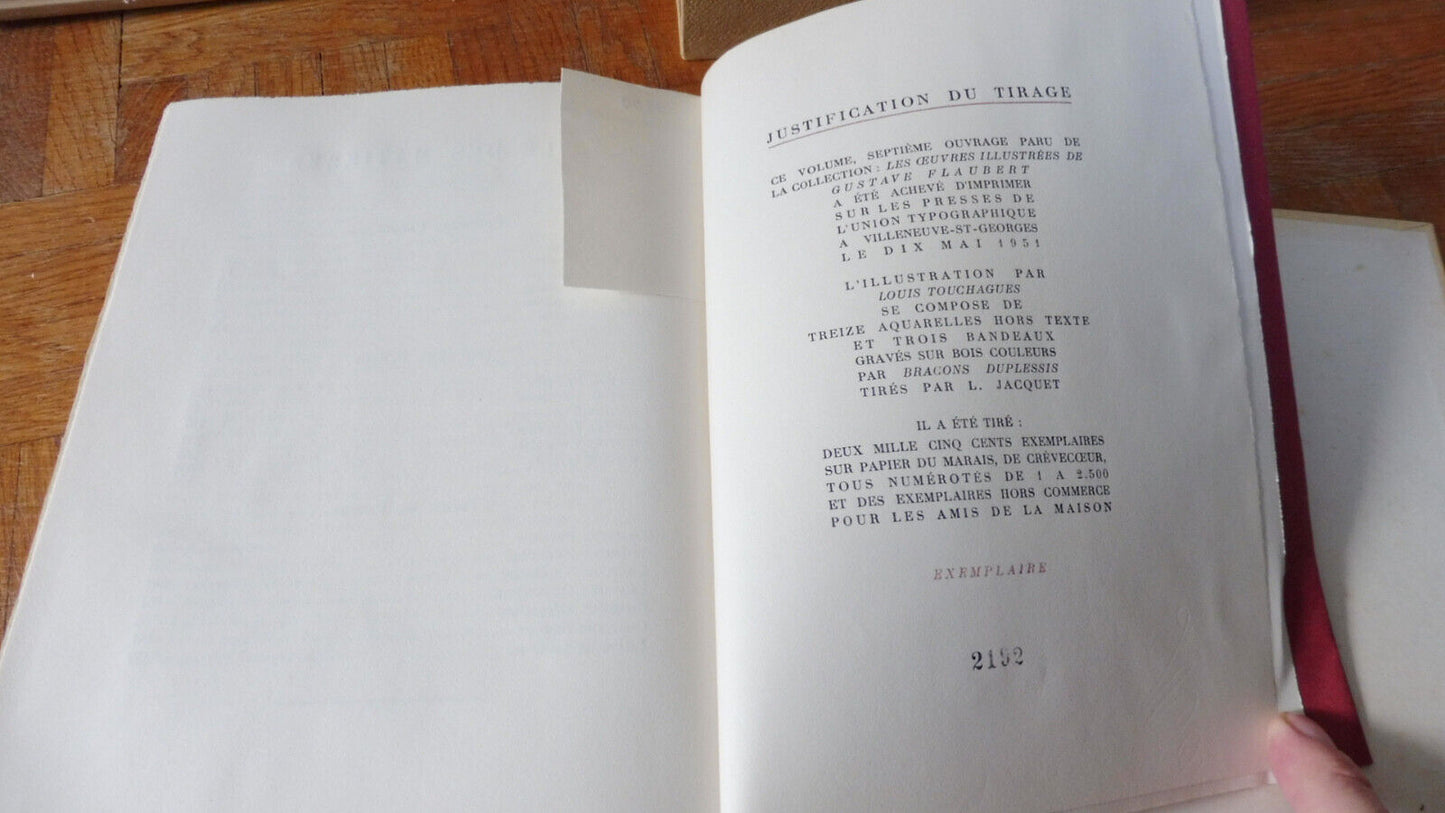 JUSTIFICATION DU TIRAGE
CE VOLUME, SEPTIÈME OUVRAGE PARU DE
LA COLLECTION : LES ŒUVRES ILLUSTRÉES DE
GUSTAVE FLAUBERT
A ÉTÉ ACHEVÉ D'IMPRIMER
SUR LES PRESSES DE
L'UNION TYPOGRAPHIQUE
A VILLENEUVE-ST-GEORGES
LE DIX MAI 1951
L'ILLUSTRATION PAR
LOUIS TOUCHAGUES
SE COMPOSE DE
TREIZE AQUARELLES HORS TEXTE
ET TROIS BANDEAUX
GRAVÉS SUR BOIS COULEURS
PAR BRACONS DUPLESSIS
TIRÉS PAR L. JACQUET
IL A ÉTÉ TIRÉ :
DEUX MILLE CINQ CENTS EXEMPLAIRES
SUR PAPIER DU MARAIS, DE CRÈVECŒUR,
TOUS NUMÉROTÉS DE 1 A 2.500
ET DES EXEMPLAIRES HORS COMMERCE
POUR LES AMIS DE LA MAISON
EXEMPLAIRE
2192